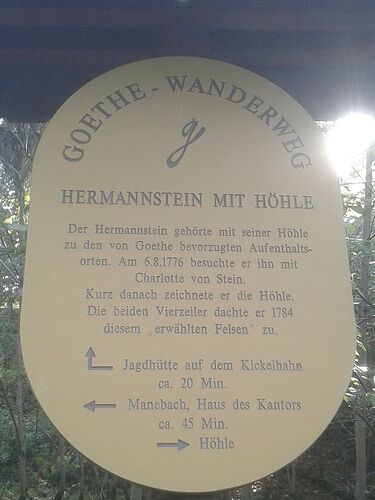 GOETHE - WANDERWEG
g
HERMANNSTEIN MIT HÖHLE
Der Hermannstein gehörte mit seiner Höhle
zu den von Goethe bevorzugten Aufenthalts-
orten. Am 6.8.1776 besuchte er ihn mit
Charlotte von Stein.
Kurz danach zeichnete er die Höhle.
Die beiden Vierzeiler dachte er 1784
diesem „erwählten Felsen" zu.
Jagdhütte auf dem Kickelhahn
ca. 20 Min.
Manebach, Haus des Kantors
ca. 45 Min.
Höhle